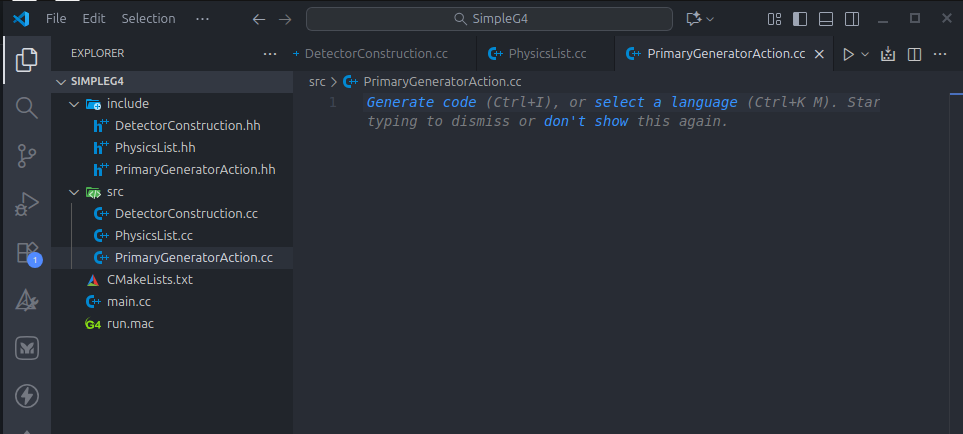 File Edit Selection ··· SimpleG4
EXPLORER ···
DetectorConstruction.cc PhysicsList.cc PrimaryGeneratorAction.cc
SIMPLEG4
include
DetectorConstruction.hh
PhysicsList.hh
PrimaryGeneratorAction.hh
src
DetectorConstruction.cc
PhysicsList.cc
PrimaryGeneratorAction.cc
CMakeLists.txt
main.cc
G4 run.mac
src > PrimaryGeneratorAction.cc
1 Generate code (Ctrl+I), or select a language (Ctrl+K M). Star
typing to dismiss or don't show this again.
1